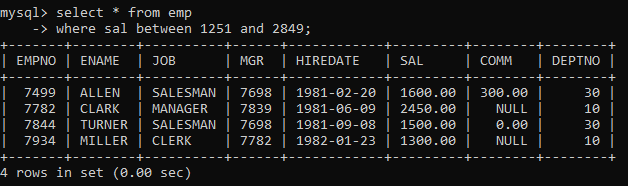 mysql> select * from emp
    -> where sal between 1251 and 2849;
+-------+--------+----------+------+------------+---------+--------+--------+
| EMPNO | ENAME  | JOB      | MGR  | HIREDATE   | SAL     | COMM   | DEPTNO |
+-------+--------+----------+------+------------+---------+--------+--------+
|  7499 | ALLEN  | SALESMAN | 7698 | 1981-02-20 | 1600.00 | 300.00 |     30 |
|  7782 | CLARK  | MANAGER  | 7839 | 1981-06-09 | 2450.00 |   NULL |     10 |
|  7844 | TURNER | SALESMAN | 7698 | 1981-09-08 | 1500.00 |   0.00 |     30 |
|  7934 | MILLER | CLERK    | 7782 | 1982-01-23 | 1300.00 |   NULL |     10 |
+-------+--------+----------+------+------------+---------+--------+--------+
4 rows in set (0.00 sec)